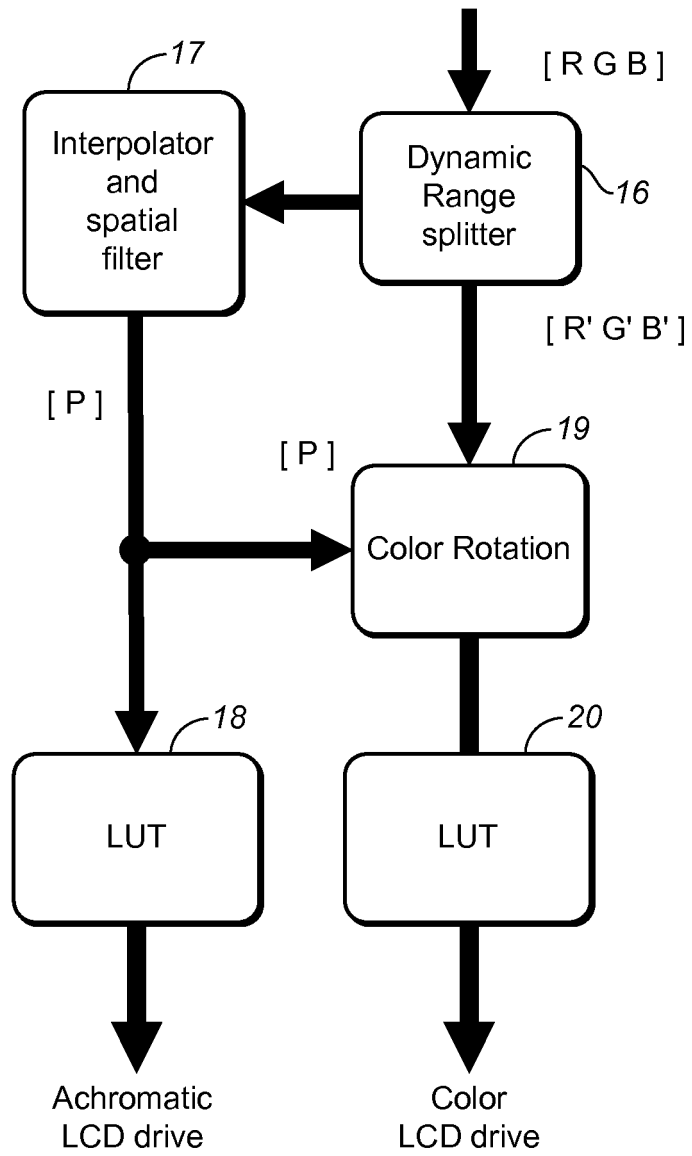 17
[ R G B ]
Interpolator
and
spatial
filter
Dynamic
Range
splitter
16
[ R' G' B' ]
[ P ]
[ P ]
19
Color Rotation
18
20
LUT
LUT
Achromatic
LCD drive
Color
LCD drive